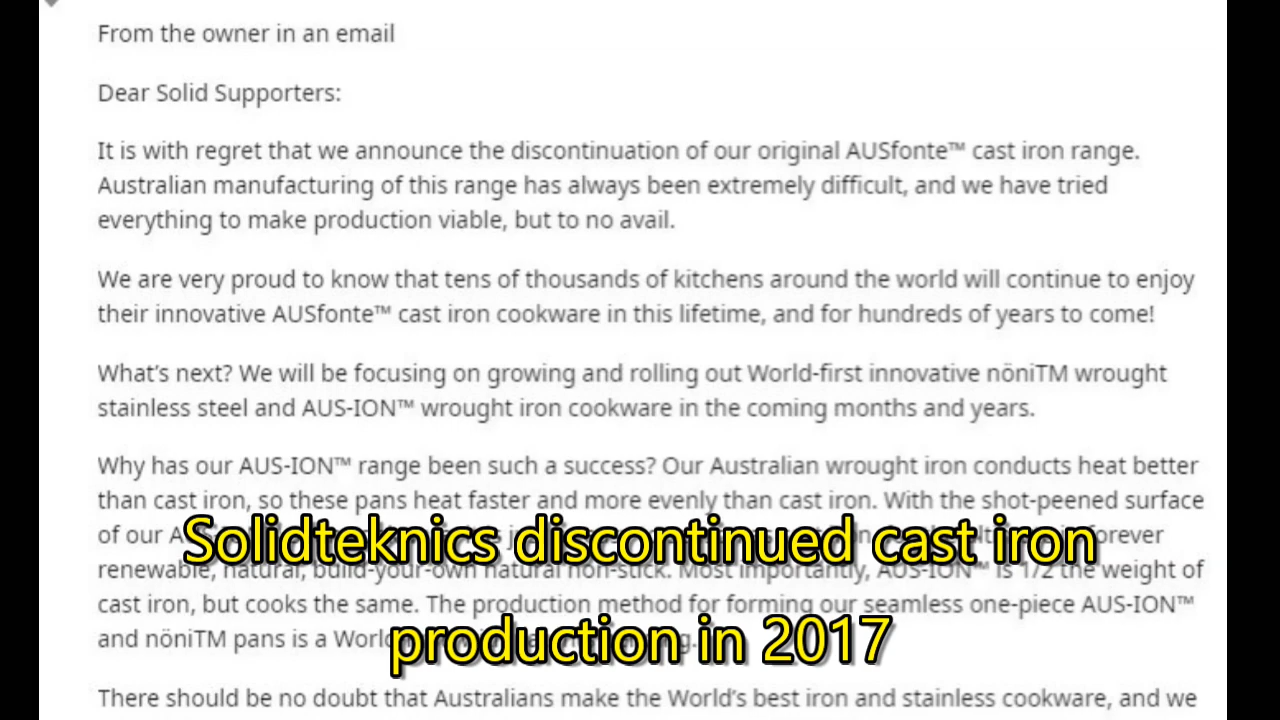 From the owner in an email
Dear Solid Supporters:
It is with regret that we announce the discontinuation of our original AUSfonte™ cast iron range.
Australian manufacturing of this range has always been extremely difficult, and we have tried
everything to make production viable, but to no avail.
We are very proud to know that tens of thousands of kitchens around the world will continue to enjoy
their innovative AUSfonte™ cast iron cookware in this lifetime, and for hundreds of years to come!
What's next? We will be focusing on growing and rolling out World-first innovative nöniTM wrought
stainless steel and AUS-ION™ wrought iron cookware in the coming months and years.
Why has our AUS-ION™ range been such a success? Our Australian wrought iron conducts heat better
than cast iron, so these pans heat faster and more evenly than cast iron. With the shot-peened surface
of our forever
Solidteknics discontinued cast iron
renewable, natural, build-your-own natural non-stick. Most importantly, AUS-ION™ is 1/2 the weight of
cast iron, but cooks the same. The production method for forming our seamless one-piece AUS-ION™
and nöniTM pans is a
production in 2017
There should be no doubt that Australians make the World's best iron and stainless cookware, and we